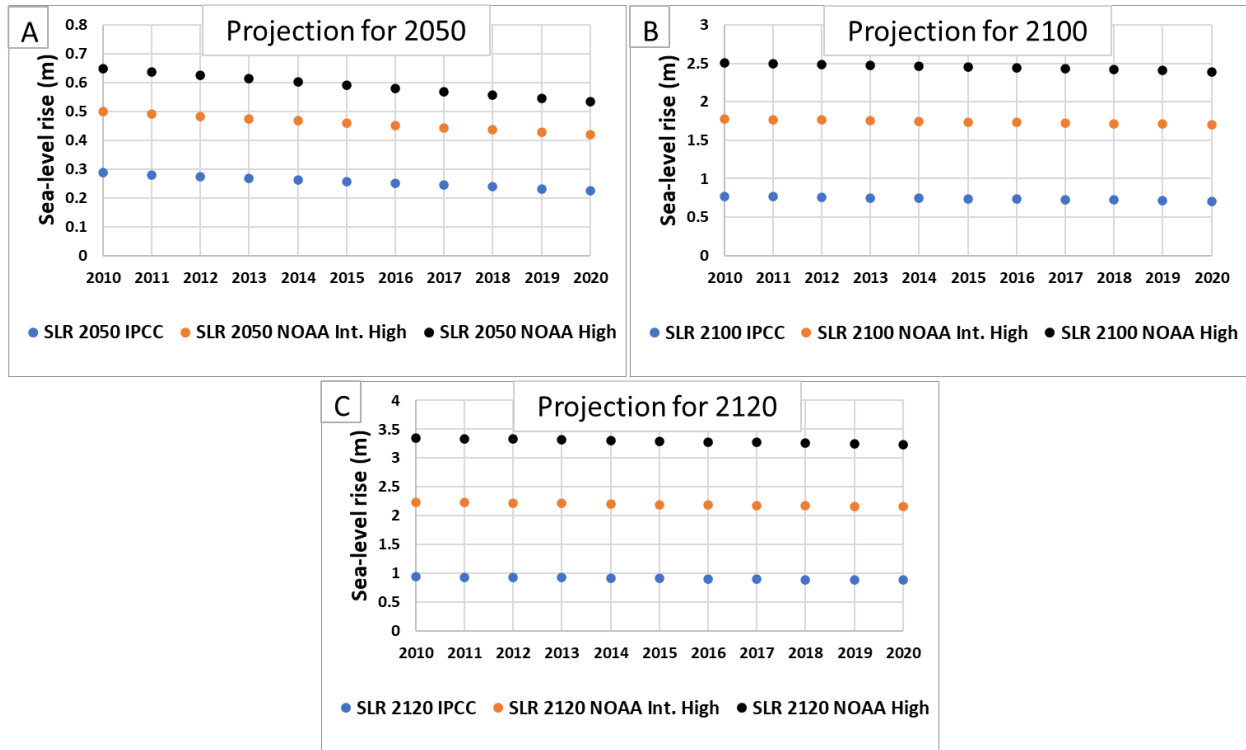 A
Projection for 2050
Sea-level rise (m)
0.8
0.7
0.6
0.5
0.4
0.3
0.2
0.1
0
2010 2011 2012 2013 2014 2015 2016 2017 2018 2019 2020
SLR 2050 IPCC SLR 2050 NOAA Int. High SLR 2050 NOAA High
B
Projection for 2100
Sea-level rise (m)
3
2.5
2
1.5
1
0.5
0
2010 2011 2012 2013 2014 2015 2016 2017 2018 2019 2020
SLR 2100 IPCC SLR 2100 NOAA Int. High SLR 2100 NOAA High
C
Projection for 2120
Sea-level rise (m)
4
3.5
3
2.5
2
1.5
1
0.5
0
2010 2011 2012 2013 2014 2015 2016 2017 2018 2019 2020
SLR 2120 IPCC SLR 2120 NOAA Int. High SLR 2120 NOAA High